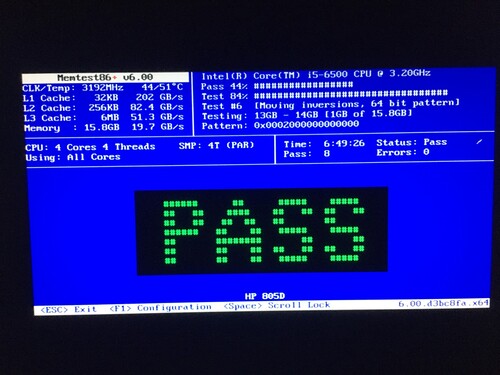 Memtest86+ v6.00
Intel(R) Core(TM) i5-6500 CPU @ 3.20GHz
CLK/Temp: 3192MHz 44/51°C
Pass 44% #################
L1 Cache: 32KB 202 GB/s
Test 84% #################################
L2 Cache: 256KB 82.4 GB/s
Test #6 [Moving inversions, 64 bit pattern]
L3 Cache: 6MB 51.3 GB/s
Testing: 13GB - 14GB [1GB of 15.8GB]
Memory : 15.8GB 19.7 GB/s
Pattern: 0x0002000000000000
CPU: 4 Cores 4 Threads SMP: 4T (PAR)
Time: 6:49:26 Status: Pass /
Using: All Cores
Pass: 8 Errors: 0
PASS
HP 805D
<ESC> Exit <F1> Configuration <Space> Scroll Lock 6.00.d3bc8fa.x64